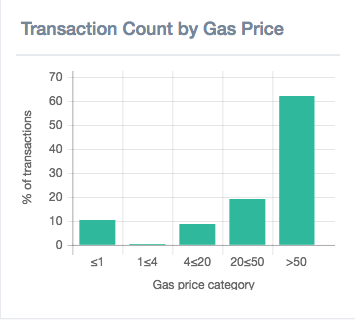 Transaction Count by Gas Price
70
60
50
40
30
20
10
0
% of transactions
≤1 1≤4 4≤20 20≤50 >50
Gas price category